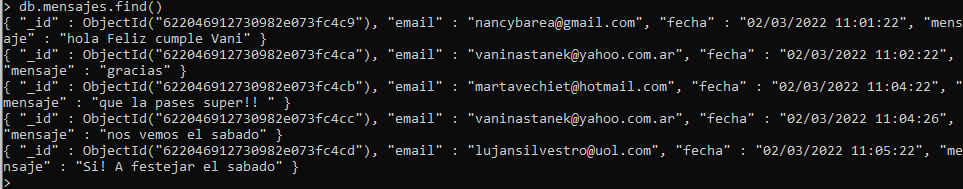 > db.mensajes.find()
{ "_id" : ObjectId("622046912730982e073fc4c9"), "email" : "nancybarea@gmail.com", "fecha" : "02/03/2022 11:01:22", "mens
aje" : "hola Feliz cumple Vani" }
{ "_id" : ObjectId("622046912730982e073fc4ca"), "email" : "vaninastanek@yahoo.com.ar", "fecha" : "02/03/2022 11:02:22",
"mensaje" : "gracias" }
{ "_id" : ObjectId("622046912730982e073fc4cb"), "email" : "martavechiet@hotmail.com", "fecha" : "02/03/2022 11:04:22", "
mensaje" : "que la pases super!! " }
{ "_id" : ObjectId("622046912730982e073fc4cc"), "email" : "vaninastanek@yahoo.com.ar", "fecha" : "02/03/2022 11:04:26",
"mensaje" : "nos vemos el sabado" }
{ "_id" : ObjectId("622046912730982e073fc4cd"), "email" : "lujansilvestro@uol.com", "fecha" : "02/03/2022 11:05:22", "me
nsaje" : "Si! A festejar el sabado" }
>